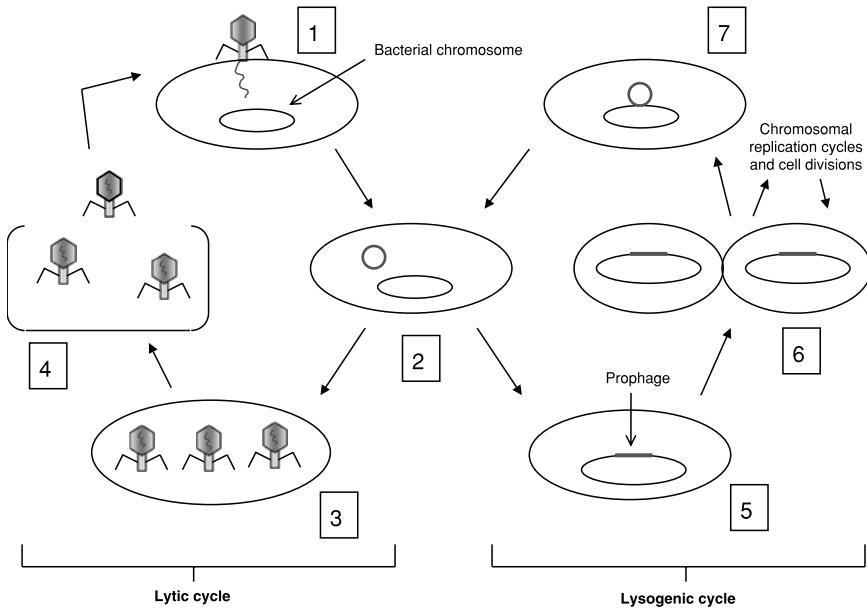 1
7
Bacterial chromosome
Chromosomal
replication cycles
and cell divisions
2
4
6
Prophage
3
5
Lytic cycle
Lysogenic cycle